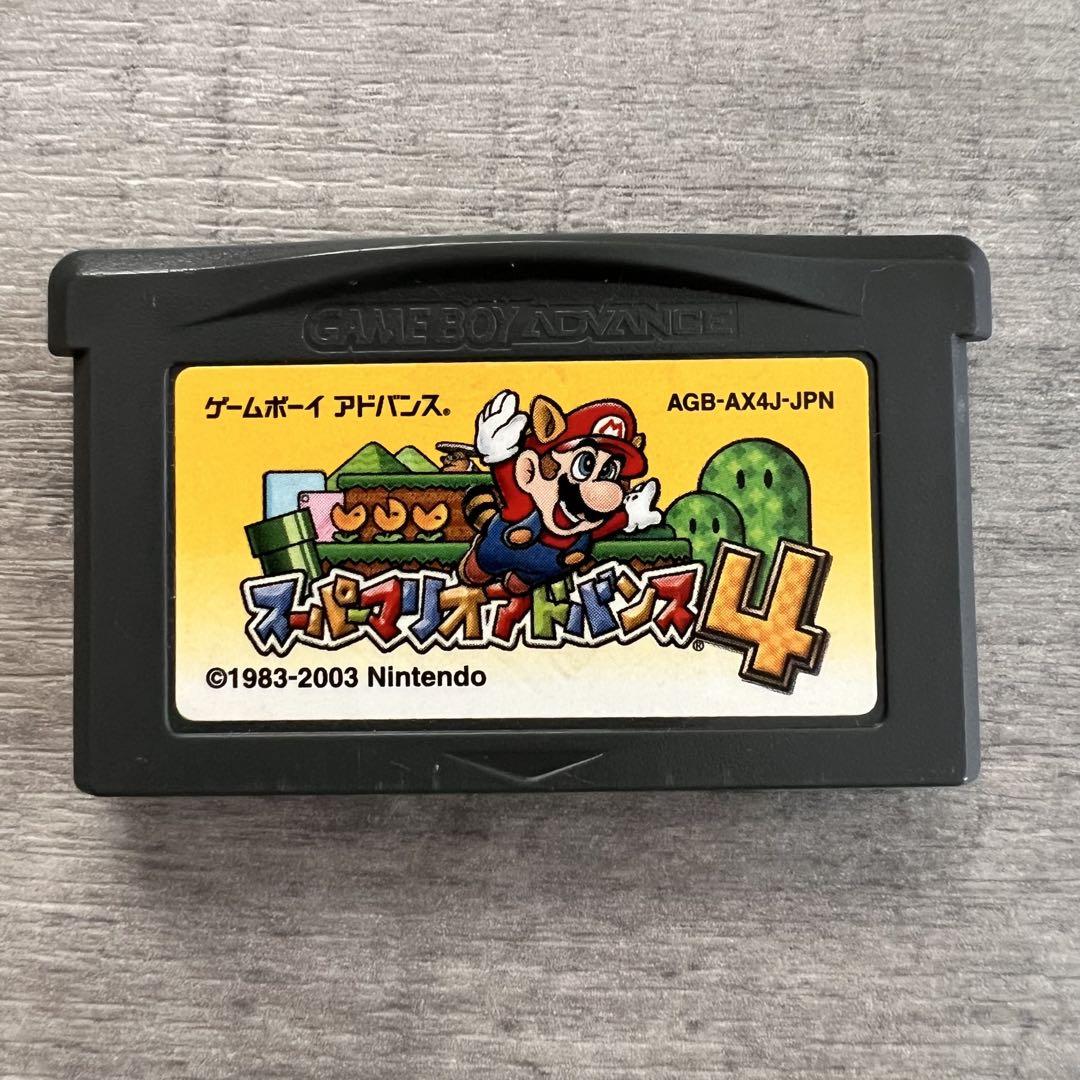 GAME BOY ADVANCE
ゲームボーイ アドバンス®
AGB-AX4J-JPN
M
スーパーマリオアドバンス4®
©1983-2003 Nintendo